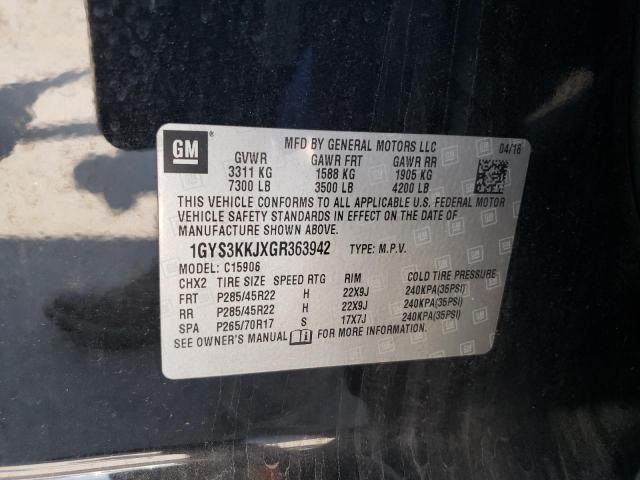 GM
MFD BY GENERAL MOTORS LLC 04/16
GVWR GAWR FRT GAWR RR
3311 KG 1588 KG 1905 KG
7300 LB 3500 LB 4200 LB
THIS VEHICLE CONFORMS TO ALL APPLICABLE U.S. FEDERAL MOTOR
VEHICLE SAFETY STANDARDS IN EFFECT ON THE DATE OF
MANUFACTURE SHOWN ABOVE.
1GYS3KKJXGR363942 TYPE: M.P.V.
MODEL: C15906
CHX2 TIRE SIZE SPEED RTG RIM COLD TIRE PRESSURE
FRT P285/45R22 H 22X9J 240KPA(35PSI)
RR P285/45R22 H 22X9J 240KPA(35PSI)
SPA P265/70R17 S 17X7J 240KPA(35PSI)
SEE OWNER'S MANUAL FOR MORE INFORMATION.